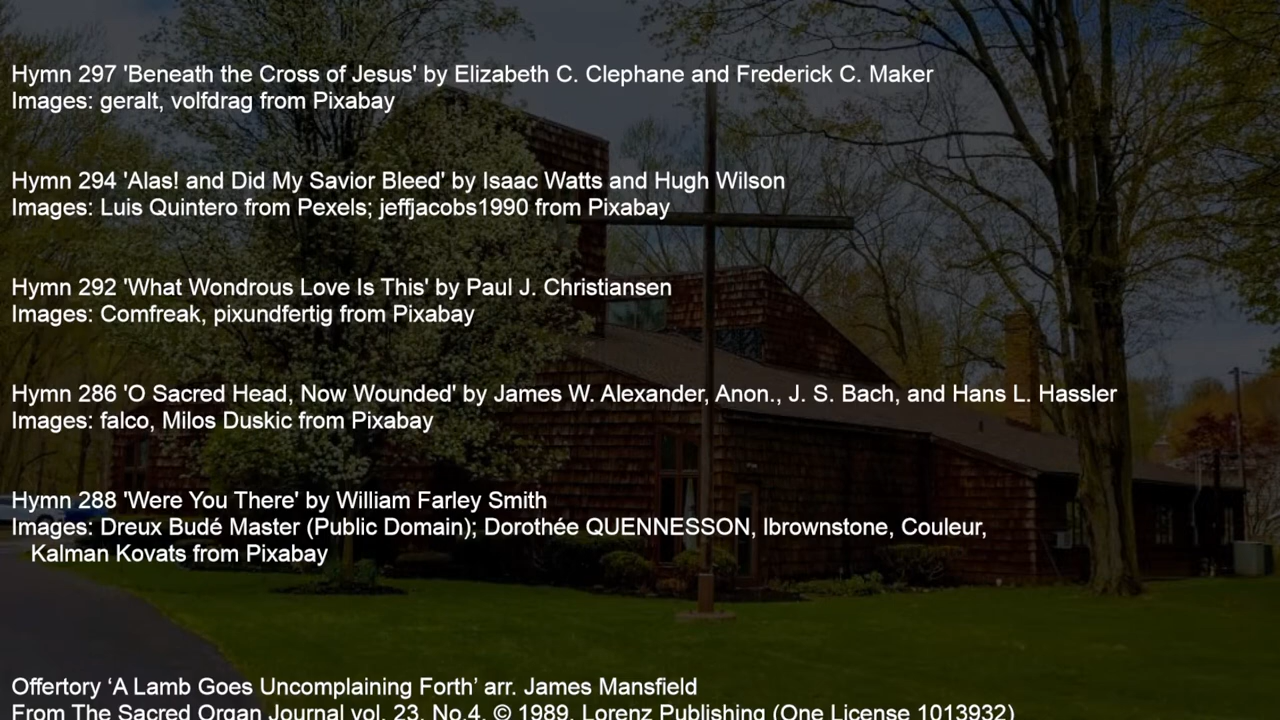 Hymn 297 'Beneath the Cross of Jesus' by Elizabeth C. Clephane and Frederick C. Maker
Images: geralt, volfdrag from Pixabay
Hymn 294 'Alas! and Did My Savior Bleed' by Isaac Watts and Hugh Wilson
Images: Luis Quintero from Pexels; jeffjacobs1990 from Pixabay
Hymn 292 'What Wondrous Love Is This' by Paul J. Christiansen
Images: Comfreak, pixundfertig from Pixabay
Hymn 286 'O Sacred Head, Now Wounded' by James W. Alexander, Anon., J. S. Bach, and Hans L. Hassler
Images: falco, Milos Duskic from Pixabay
Hymn 288 'Were You There' by William Farley Smith
Images: Dreux Budé Master (Public Domain); Dorothée QUENNESSON, lbrownstone, Couleur,
Kalman Kovats from Pixabay
Offertory ‘A Lamb Goes Uncomplaining Forth’ arr. James Mansfield
From The Sacred Organ Journal vol. 23, No.4, © 1989, Lorenz Publishing (One License 1013932)